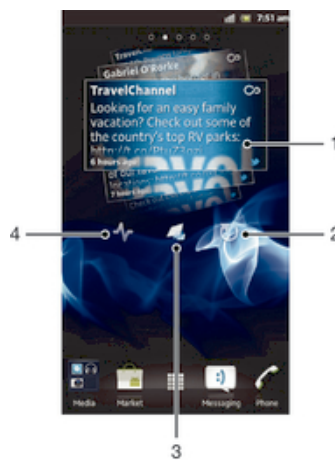 7:51 am
Travel
Gabriel O'Rorke
TravelChannel
Looking for an easy family
vacation? Check out some of
the country's top RV parks:
6 hours ago
1
4
2
Media
Market
Messaging
Phone
3